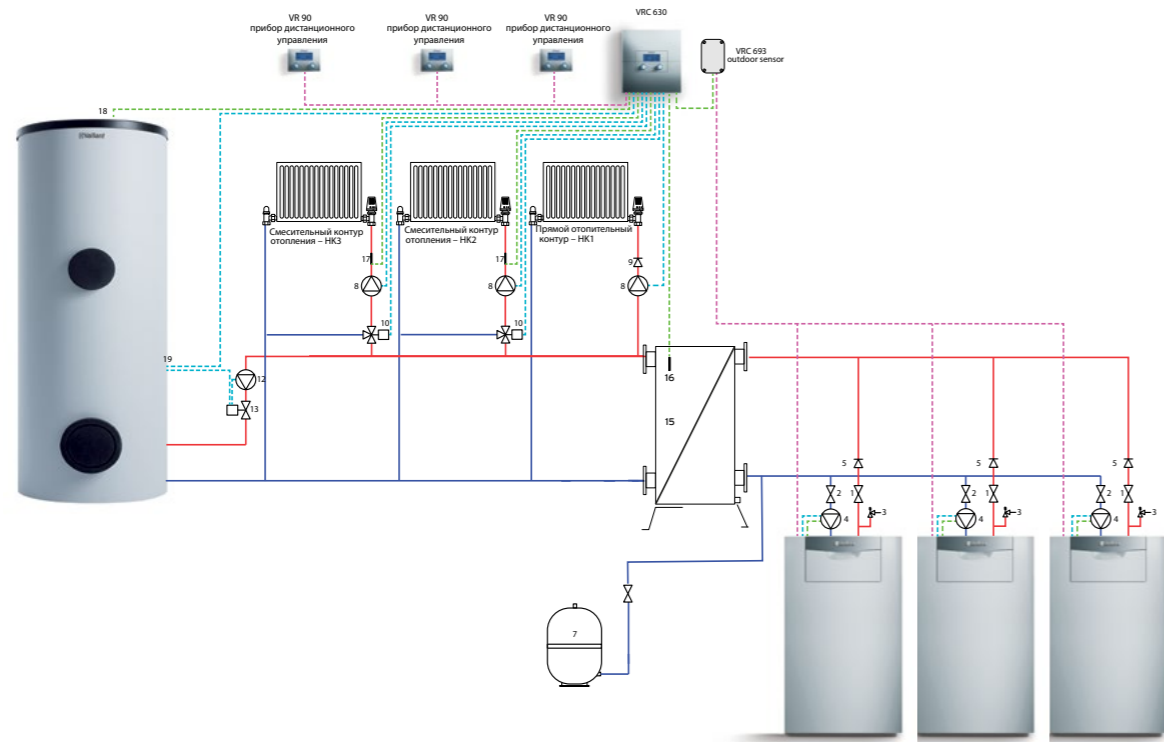 VR 90
прибор дистанционного
управления
VR 90
прибор дистанционного
управления
VR 90
прибор дистанционного
управления
VRC 630
VRC 693
outdoor sensor
18
Vaillant
Смесительный контур
отопления – НК3
Смесительный контур
отопления – НК2
Прямой отопительный
контур – НК1
17
17
9
8
8
8
10
10
19
12
13
16
15
5
5
5
2
1
2
1
2
1
3
3
3
4
4
4
7